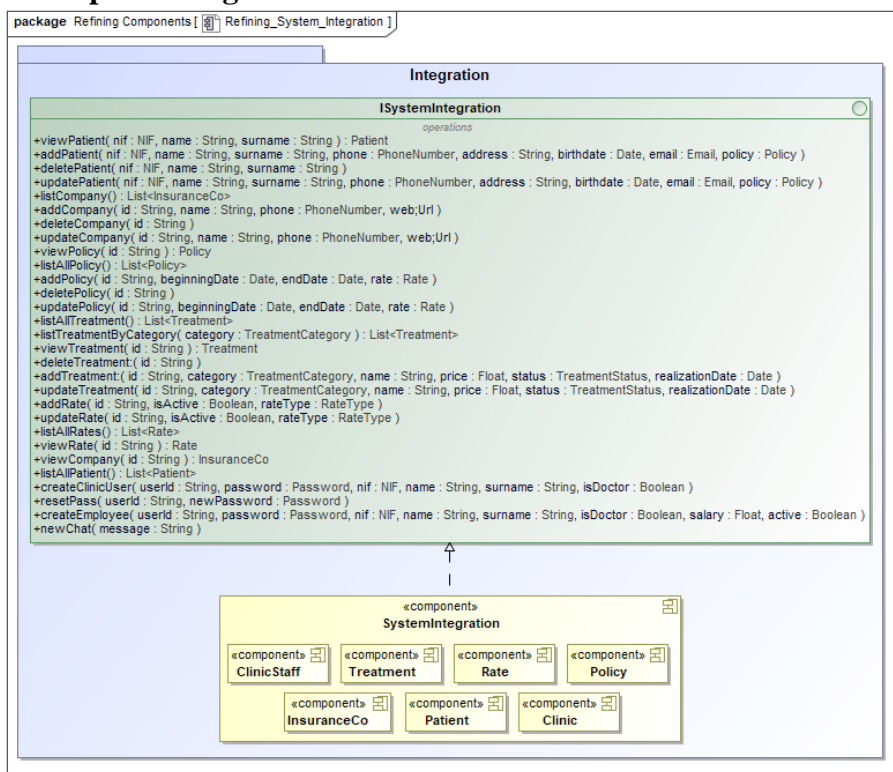 package Refining Components [ Refining_System_Integration ]
Integration
ISystemIntegration
operations
+viewPatient( nif : NIF, name : String, surname : String ) : Patient
+addPatient( nif : NIF, name : String, surname : String, phone : PhoneNumber, address : String, birthdate : Date, email : Email, policy : Policy )
+deletePatient( nif : NIF, name : String, surname : String )
+updatePatient( nif : NIF, name : String, surname : String, phone : PhoneNumber, address : String, birthdate : Date, email : Email, policy : Policy )
+listCompany() : List<InsuranceCo>
+addCompany( id : String, name : String, phone : PhoneNumber, web;Url )
+deleteCompany( id : String )
+updateCompany( id : String, name : String, phone : PhoneNumber, web;Url )
+viewPolicy( id : String ) : Policy
+listAllPolicy() : List<Policy>
+addPolicy( id : String, beginningDate : Date, endDate : Date, rate : Rate )
+deletePolicy( id : String )
+updatePolicy( id : String, beginningDate : Date, endDate : Date, rate : Rate )
+listAllTreatment() : List<Treatment>
+listTreatmentByCategory( category : TreatmentCategory ) : List<Treatment>
+viewTreatment( id : String ) : Treatment
+deleteTreatment:( id : String )
+addTreatment:( id : String, category : TreatmentCategory, name : String, price : Float, status : TreatmentStatus, realizationDate : Date )
+updateTreatment( id : String, category : TreatmentCategory, name : String, price : Float, status : TreatmentStatus, realizationDate : Date )
+addRate( id : String, isActive : Boolean, rateType : RateType )
+updateRate( id : String, isActive : Boolean, rateType : RateType )
+listAllRates() : List<Rate>
+viewRate( id : String ) : Rate
+viewCompany( id : String ) : InsuranceCo
+listAllPatient() : List<Patient>
+createClinicUser( userId : String, password : Password, nif : NIF, name : String, surname : String, isDoctor : Boolean )
+resetPass( userId : String, newPassword : Password )
+createEmployee( userId : String, password : Password, nif : NIF, name : String, surname : String, isDoctor : Boolean, salary : Float, active : Boolean )
+newChat( message : String )
«component»
SystemIntegration
«component» «component» «component» «component»
ClinicStaff Treatment Rate Policy
«component» «component» «component»
InsuranceCo Patient Clinic